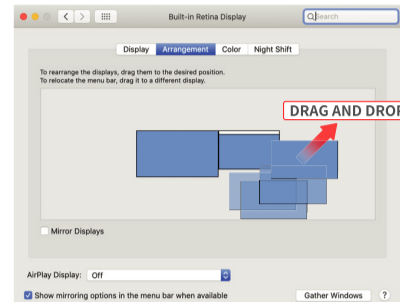 Built-in Retina Display
Search
Display
Arrangement
Color
Night Shift
To rearrange the displays, drag them to the desired position.
To relocate the menu bar, drag it to a different display.
DRAG AND DROP
Mirror Displays
AirPlay Display: Off
Show mirroring options in the menu bar when available
Gather Windows
?